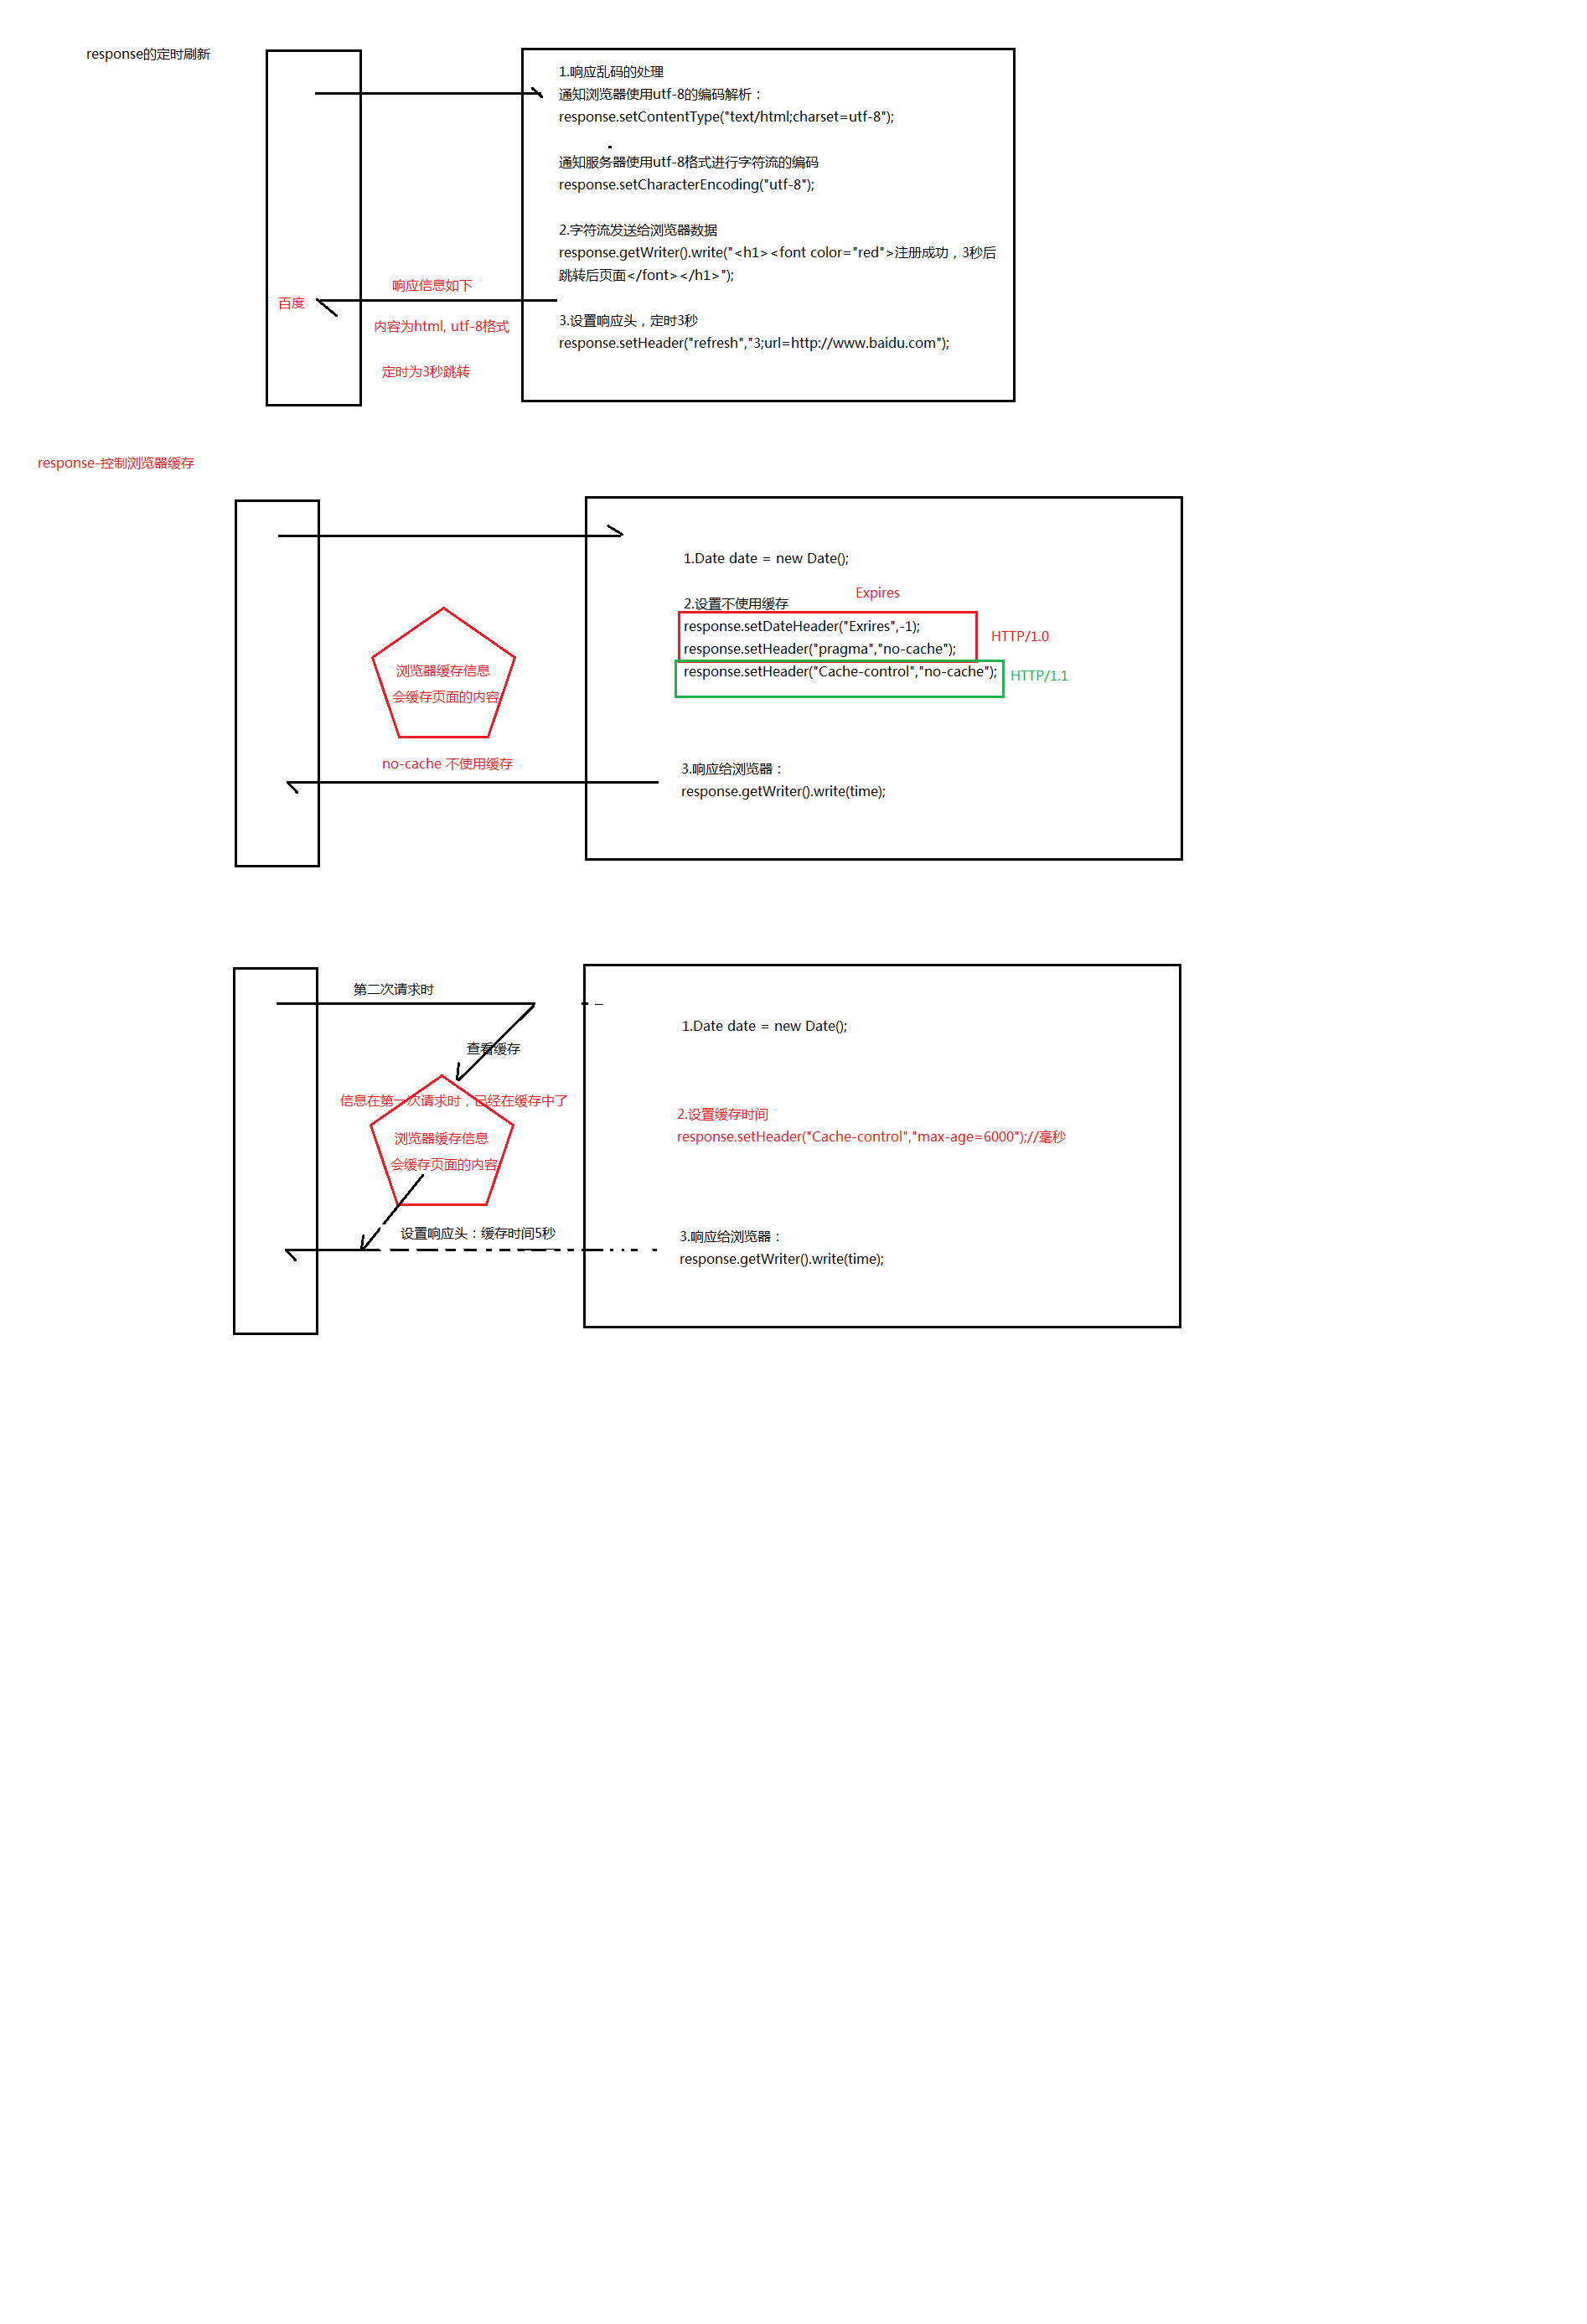 response的定时刷新
1.响应乱码的处理
通知浏览器使用utf-8的编码解析：
response.setContentType("text/html;charset=utf-8");
通知服务器使用utf-8格式进行字符流的编码
response.setCharacterEncoding("utf-8");
2.字符流发送给浏览器数据
response.getWriter().write("<h1><font color="red">注册成功，3秒后
跳转后页面</font></h1>");
3.设置响应头，定时3秒
response.setHeader("refresh","3;url=http://www.baidu.com");
响应信息如下
百度
内容为html, utf-8格式
定时为3秒跳转
response-控制浏览器缓存
1.Date date = new Date();
Expires
2.设置不使用缓存
response.setDateHeader("Exrires",-1);
response.setHeader("pragma","no-cache");
HTTP/1.0
response.setHeader("Cache-control","no-cache");
HTTP/1.1
浏览器缓存信息
会缓存页面的内容
no-cache 不使用缓存
3.响应给浏览器：
response.getWriter().write(time);
第二次请求时
1.Date date = new Date();
查看缓存
信息在第一次请求时，已经在缓存中了
浏览器缓存信息
会缓存页面的内容
2.设置缓存时间
response.setHeader("Cache-control","max-age=6000");//毫秒
设置响应头：缓存时间5秒
3.响应给浏览器：
response.getWriter().write(time);